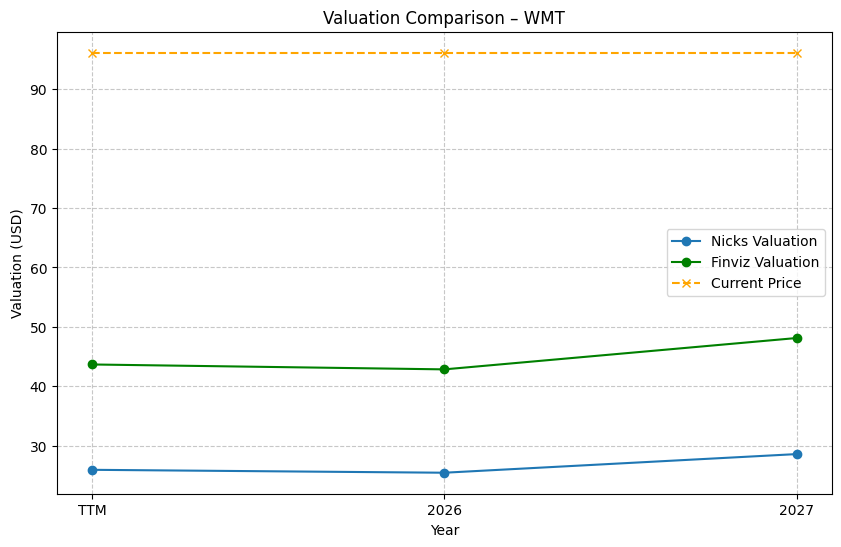 Valuation Comparison – WMT
Valuation (USD)
90
80
70
60
50
40
30
Nicks Valuation
Finviz Valuation
Current Price
TTM
2026
2027
Year